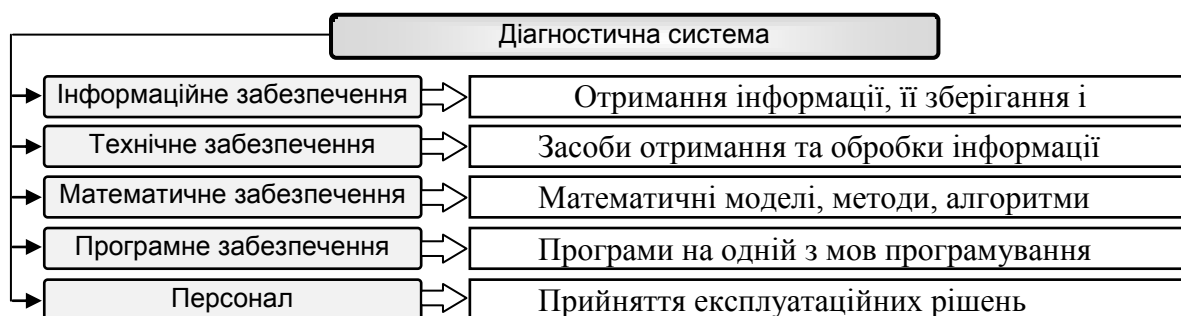 Діагностична система
Інформаційне забезпечення
Отримання інформації, її зберігання і
Технічне забезпечення
Засоби отримання та обробки інформації
Математичне забезпечення
Математичні моделі, методи, алгоритми
Програмне забезпечення
Програми на одній з мов програмування
Персонал
Прийняття експлуатаційних рішень